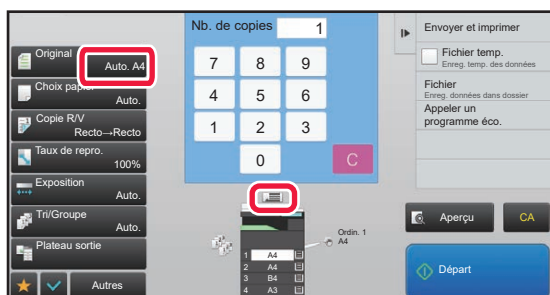 Nb. de copies 1
Original
Auto. A4
Choix papier
Auto.
Copie R/V
Recto→Recto
Taux de repro.
100%
Exposition
Auto.
Tri/Groupe
Auto.
Plateau sortie
Autres
7 8 9
4 5 6
1 2 3
0 C
Ordin. 1
A4
1 A4
2 A4
3 B4
4 A3
Envoyer et imprimer
Fichier temp.
Enreg. temp. des données
Fichier
Enreg. données dans dossier
Appeler un
programme éco.
Aperçu
CA
Départ